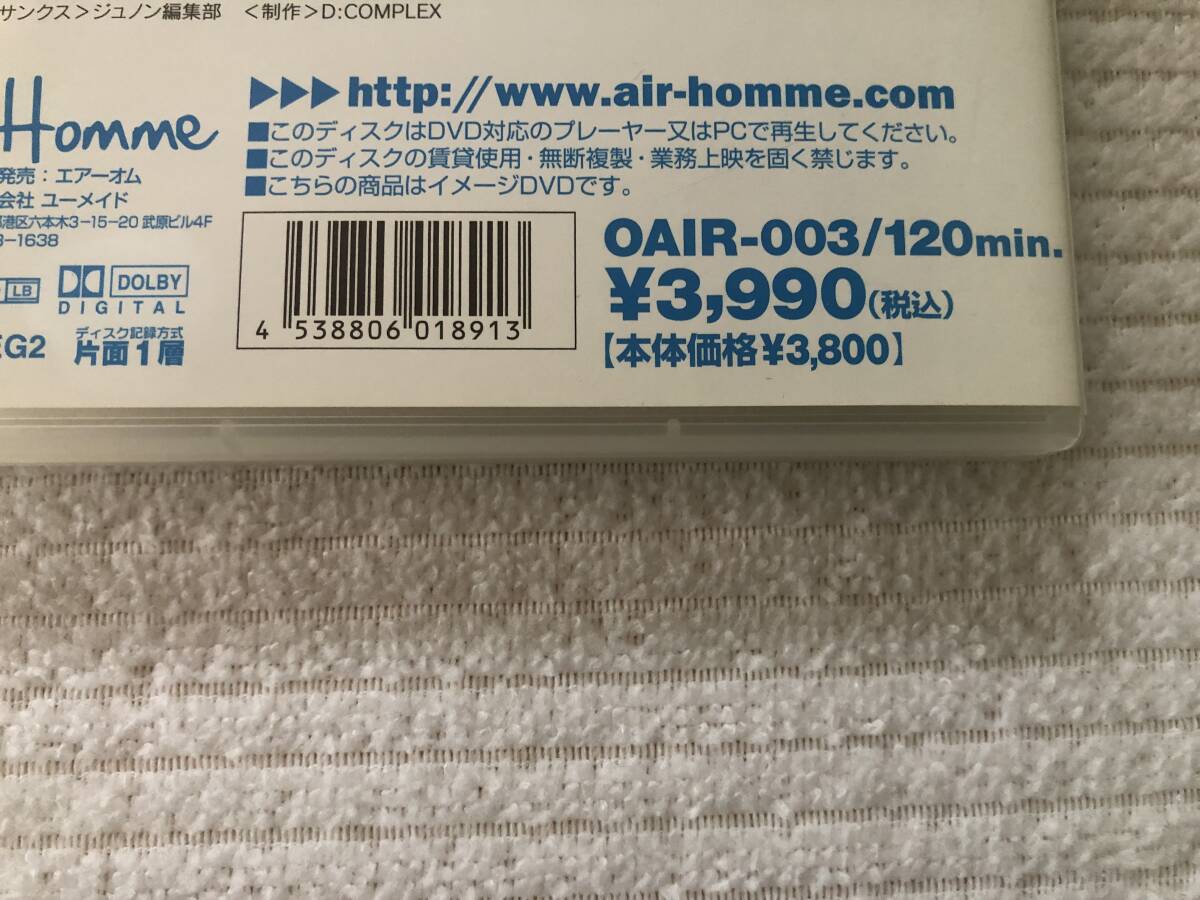 サンクス＞ジュノン編集部　＜制作＞D:COMPLEX
Homme
発売：エアーオム
会社 ユーメイド
港区六本木3-15-20 武原ビル4F
3-1638
▶▶▶http://www.air-homme.com
■このディスクはDVD対応のプレーヤー又はPCで再生してください。
■このディスクの賃貸使用・無断複製・業務上映を固く禁じます。
■こちらの商品はイメージDVDです。
LB
DOLBY
DIGITAL
EG2
ディスク記録方式
片面1層
4 538806 018913
OAIR-003/120min.
¥3,990(税込)
【本体価格¥3,800】